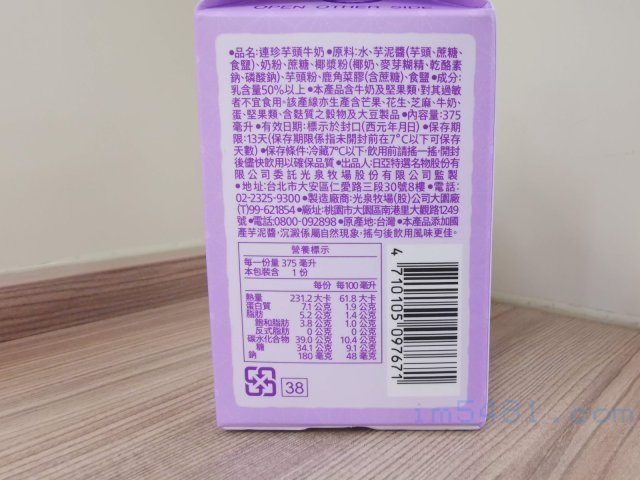 OPEN OTHER SIDE
●品名:連珍芋頭牛奶 ●原料:水、芋泥醬(芋頭、蔗糖、
食鹽)、奶粉、蔗糖、椰漿粉(椰奶、麥芽糊精、乾酪素
鈉、磷酸鈉)、芋頭粉、鹿角菜膠(含蔗糖)、食鹽 ●成分:
乳含量50%以上 ●本產品含牛奶及堅果類,對其過敏
者不宜食用。該產線亦生產含芒果、花生、芝麻、牛奶、
蛋、堅果類、含麩質之穀物及大豆製品 ●內容量:375
毫升 ●有效日期:標示於封口(西元年月日) ●保存期
限:13天(保存期限係指未開封前在7℃以下可保存
天數) ●保存條件:冷藏7℃以下,飲用前請搖一搖,開封
後儘快飲用以確保品質 ●出品人:日亞特選名物股份有
限公司委託光泉牧場股份有限公司監製
●地址:台北市大安區仁愛路三段30號8樓 ●電話:
02-2325-9300 ●製造廠商:光泉牧場(股)公司大園廠
(T)99-621854 ●廠址:桃園市大園區南港里大觀路1249
號 ●電話:0800-092898 ●原產地:台灣 ●本產品添加國
產芋泥醬,沉澱係屬自然現象,搖勻後飲用風味更佳。
營養標示
每一份量 375 毫升
本包裝含 1 份
每份 每100毫升
熱量 231.2 大卡 61.8 大卡
蛋白質 7.1 公克 1.9 公克
脂肪 5.2 公克 1.4 公克
飽和脂肪 3.8 公克 1.0 公克
反式脂肪 0 公克 0 公克
碳水化合物 39.0 公克 10.4 公克
糖 34.1 公克 9.1 公克
鈉 180 毫克 48 毫克
38
4 710105 097671
im5481.com